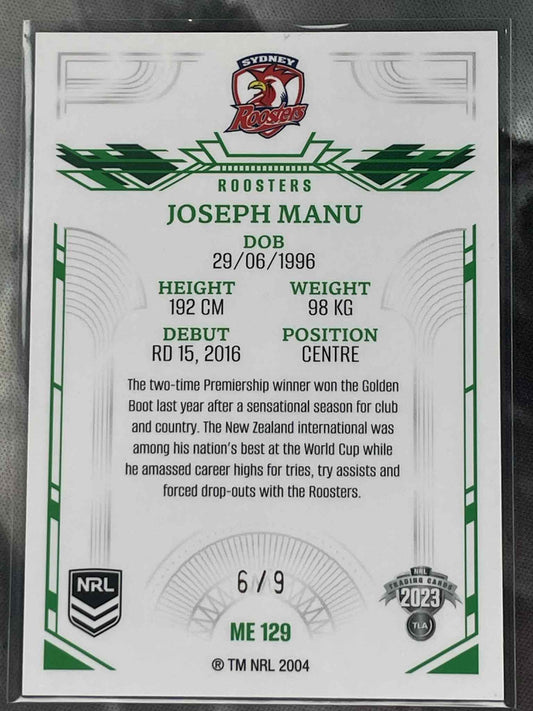 SYDNEY
Roosters
ROOSTERS
JOSEPH MANU
DOB
29/06/1996
HEIGHT WEIGHT
192 CM 98 KG
DEBUT POSITION
RD 15, 2016 CENTRE
The two-time Premiership winner won the Golden
Boot last year after a sensational season for club
and country. The New Zealand international was
among his nation's best at the World Cup while
he amassed career highs for tries, try assists and
forced drop-outs with the Roosters.
6/9
NRL
NRL
TRADING CARDS
2023
TLA
ME 129
® TM NRL 2004